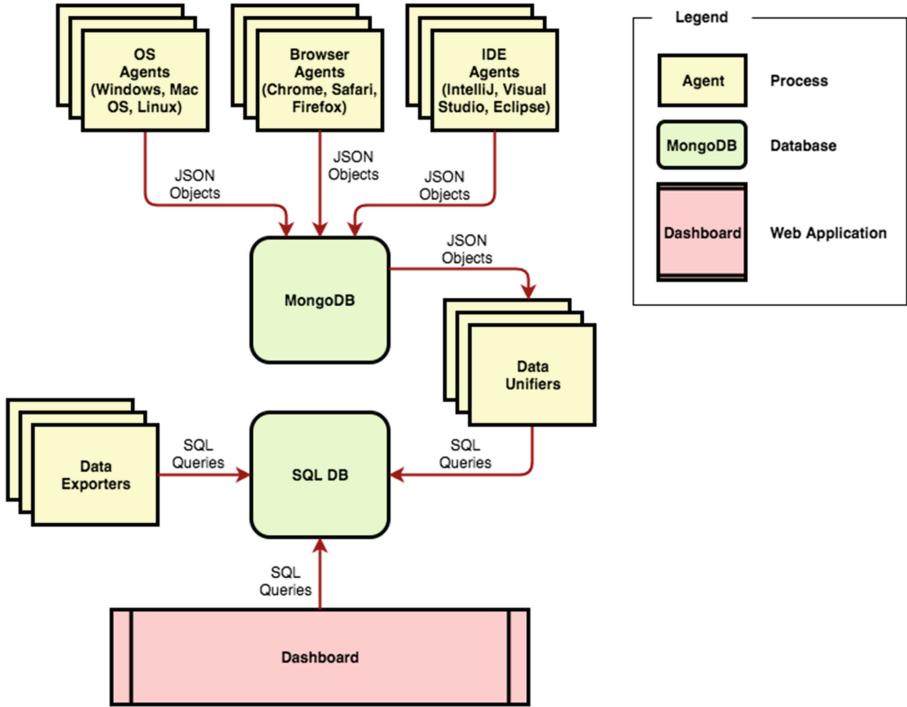 OS
Agents
(Windows, Mac
OS, Linux)
Browser
Agents
(Chrome, Safari,
Firefox)
IDE
Agents
(IntelliJ, Visual
Studio, Eclipse)
Legend
Agent
Process
MongoDB
Database
Dashboard
Web Application
JSON
Objects
JSON
Objects
JSON
Objects
MongoDB
JSON
Objects
Data
Unifiers
Data
Exporters
SQL
Queries
SQL DB
SQL
Queries
SQL
Queries
Dashboard